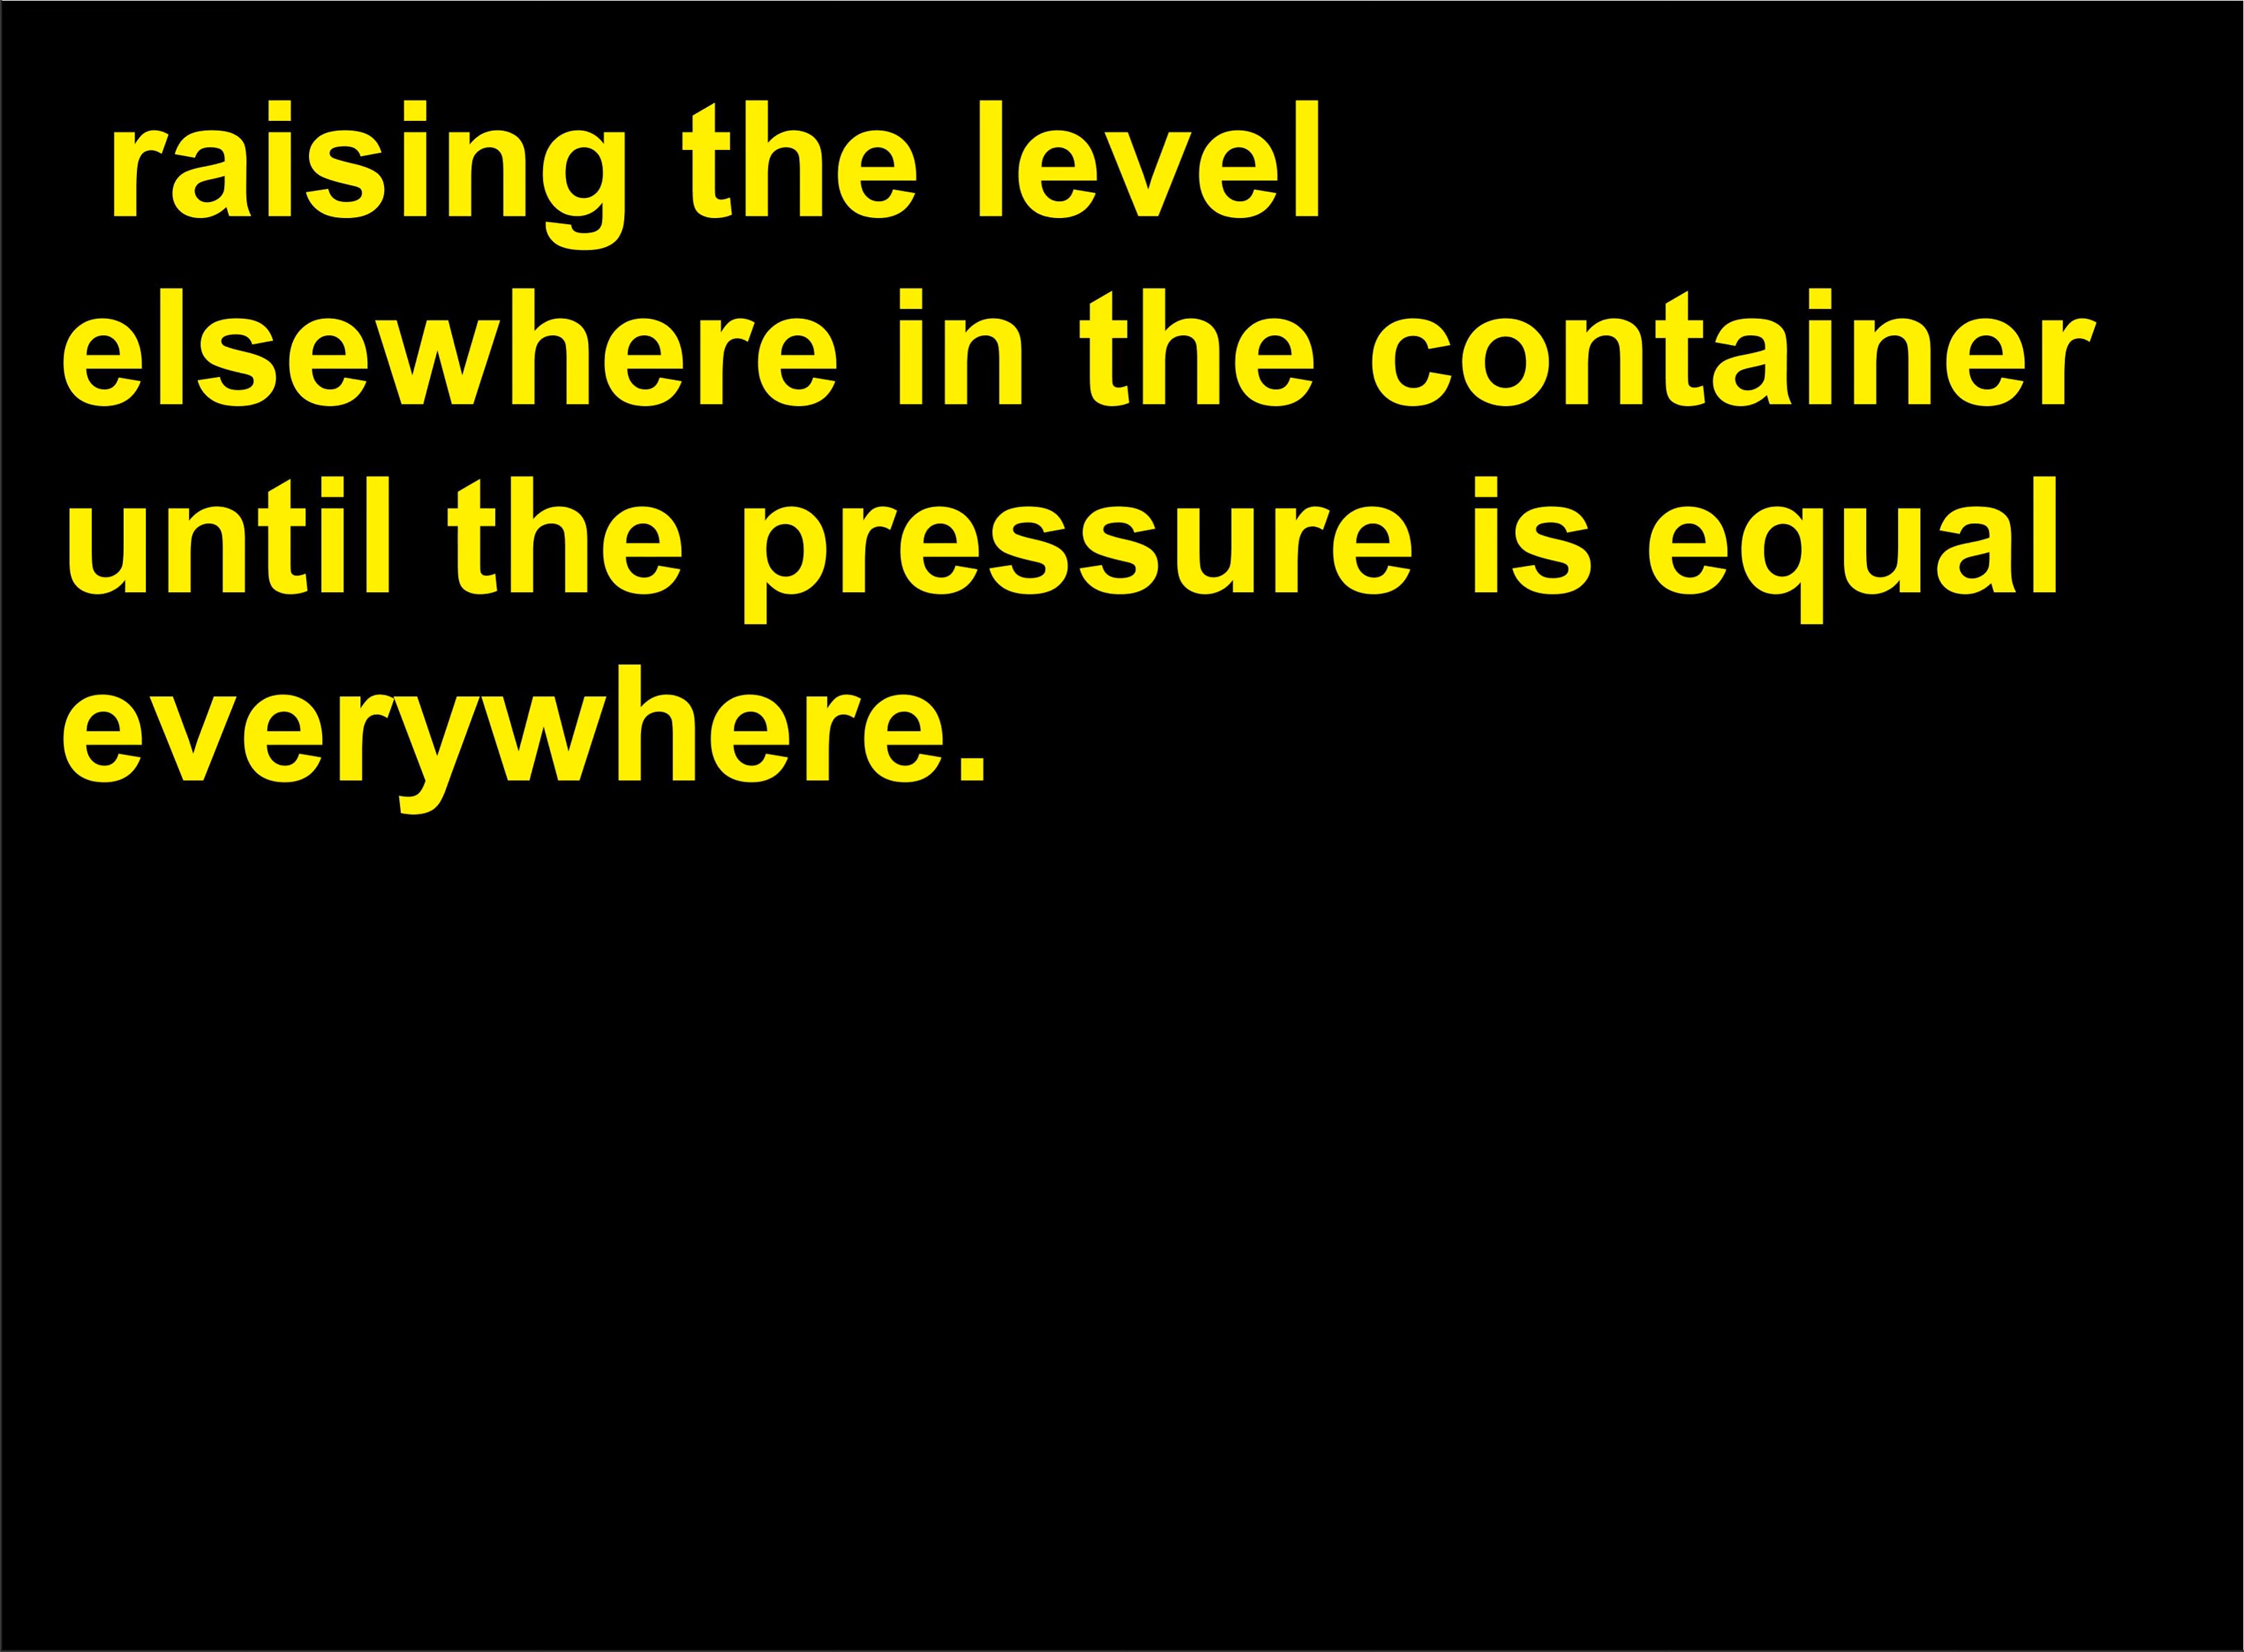 raising the level
elsewhere in the container
until the pressure is equal
everywhere.